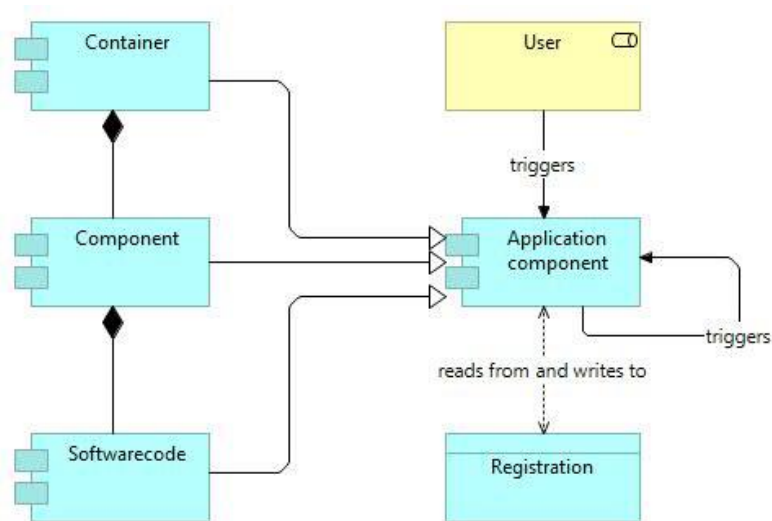 Container
User
triggers
Component
Application
component
triggers
reads from and writes to
Softwarecode
Registration